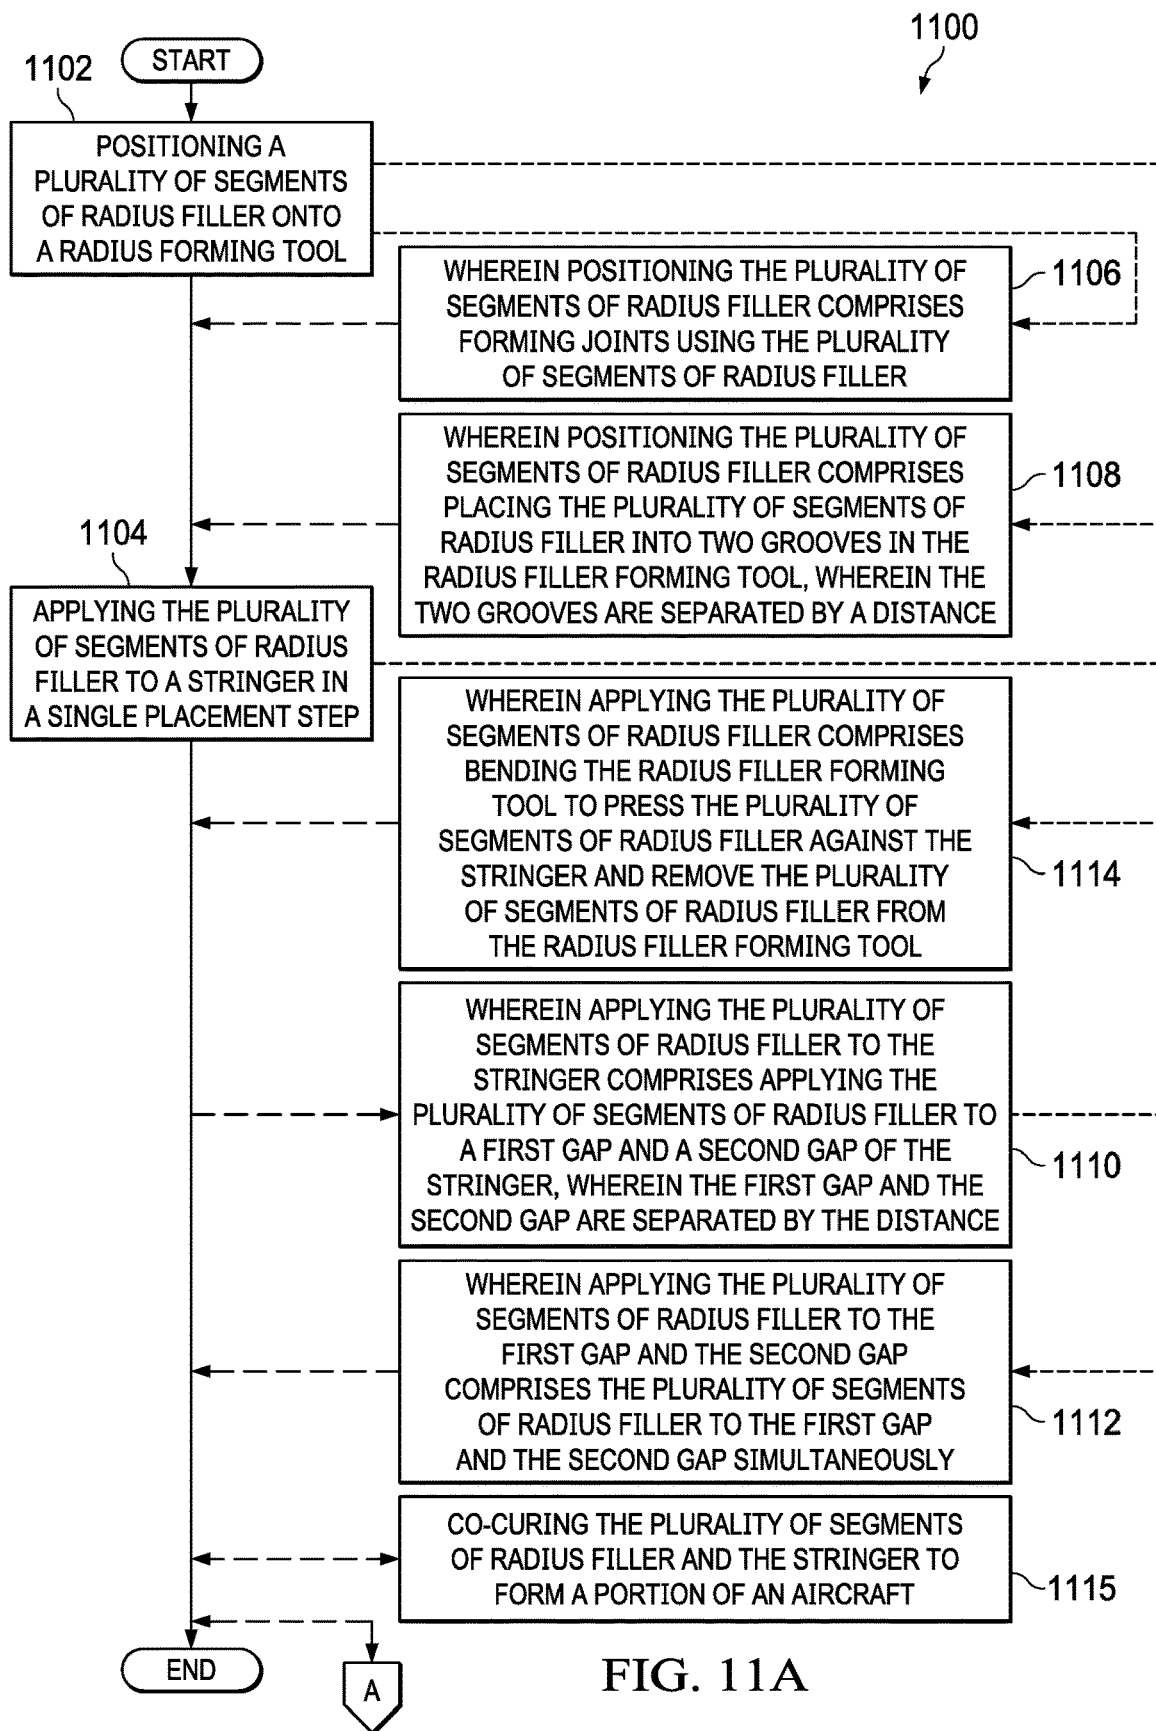 1100
START
1102
POSITIONING A
PLURALITY OF SEGMENTS
OF RADIUS FILLER ONTO
A RADIUS FORMING TOOL
WHEREIN POSITIONING THE PLURALITY OF
SEGMENTS OF RADIUS FILLER COMPRISES
FORMING JOINTS USING THE PLURALITY
OF SEGMENTS OF RADIUS FILLER
1106
WHEREIN POSITIONING THE PLURALITY OF
SEGMENTS OF RADIUS FILLER COMPRISES
PLACING THE PLURALITY OF SEGMENTS OF
RADIUS FILLER INTO TWO GROOVES IN THE
RADIUS FILLER FORMING TOOL, WHEREIN THE
TWO GROOVES ARE SEPARATED BY A DISTANCE
1108
1104
APPLYING THE PLURALITY
OF SEGMENTS OF RADIUS
FILLER TO A STRINGER IN
A SINGLE PLACEMENT STEP
WHEREIN APPLYING THE PLURALITY OF
SEGMENTS OF RADIUS FILLER COMPRISES
BENDING THE RADIUS FILLER FORMING
TOOL TO PRESS THE PLURALITY OF
SEGMENTS OF RADIUS FILLER AGAINST THE
STRINGER AND REMOVE THE PLURALITY
OF SEGMENTS OF RADIUS FILLER FROM
THE RADIUS FILLER FORMING TOOL
1114
WHEREIN APPLYING THE PLURALITY OF
SEGMENTS OF RADIUS FILLER TO THE
STRINGER COMPRISES APPLYING THE
PLURALITY OF SEGMENTS OF RADIUS FILLER TO
A FIRST GAP AND A SECOND GAP OF THE
STRINGER, WHEREIN THE FIRST GAP AND THE
SECOND GAP ARE SEPARATED BY THE DISTANCE
1110
WHEREIN APPLYING THE PLURALITY OF
SEGMENTS OF RADIUS FILLER TO THE
FIRST GAP AND THE SECOND GAP
COMPRISES THE PLURALITY OF SEGMENTS
OF RADIUS FILLER TO THE FIRST GAP
AND THE SECOND GAP SIMULTANEOUSLY
1112
CO-CURING THE PLURALITY OF SEGMENTS
OF RADIUS FILLER AND THE STRINGER TO
FORM A PORTION OF AN AIRCRAFT
1115
END
A
FIG. 11A